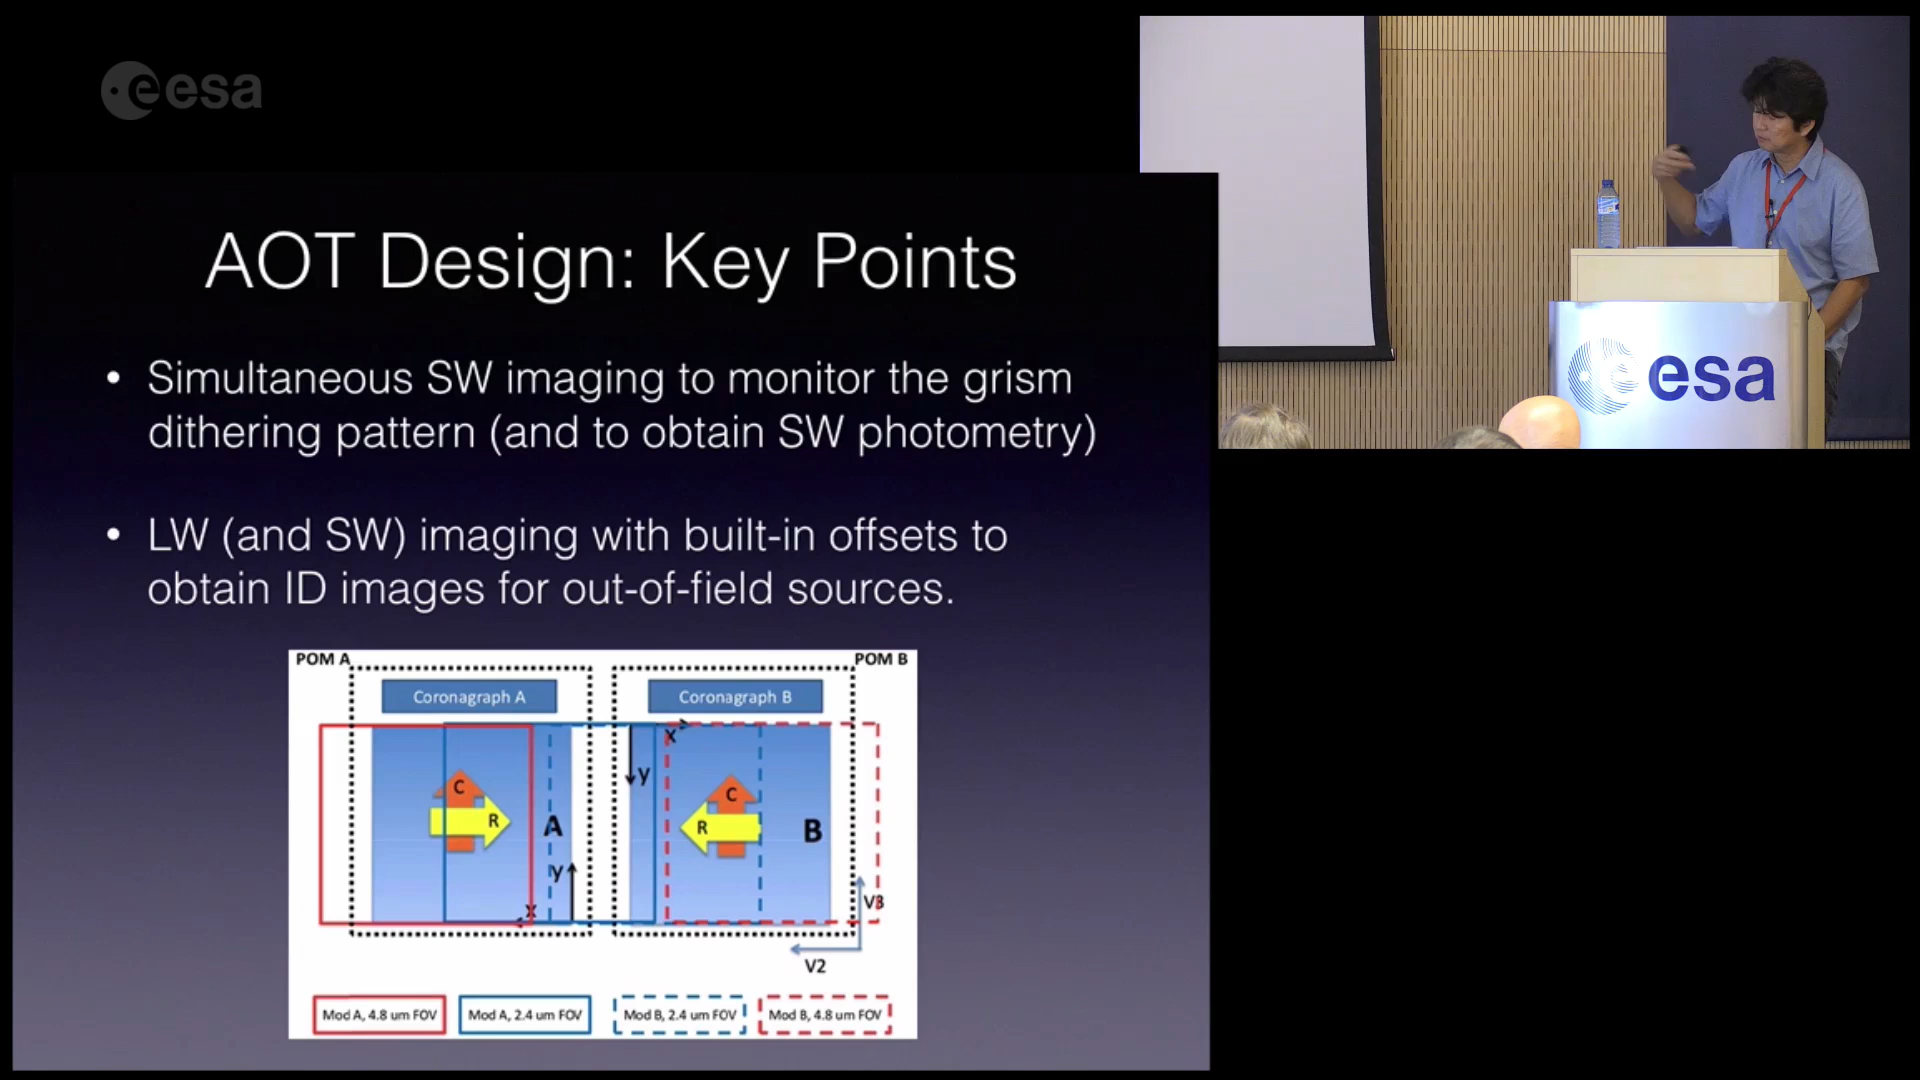 esa
AOT Design: Key Points
• Simultaneous SW imaging to monitor the grism
dithering pattern (and to obtain SW photometry)
• LW (and SW) imaging with built-in offsets to
obtain ID images for out-of-field sources.
POM A
POM B
Coronagraph A
Coronagraph B
x
y
C
C
R
R
A
B
y
x
V3
V2
Mod A, 4.8 um FOV
Mod A, 2.4 um FOV
Mod B, 2.4 um FOV
Mod B, 4.8 um FOV
esa